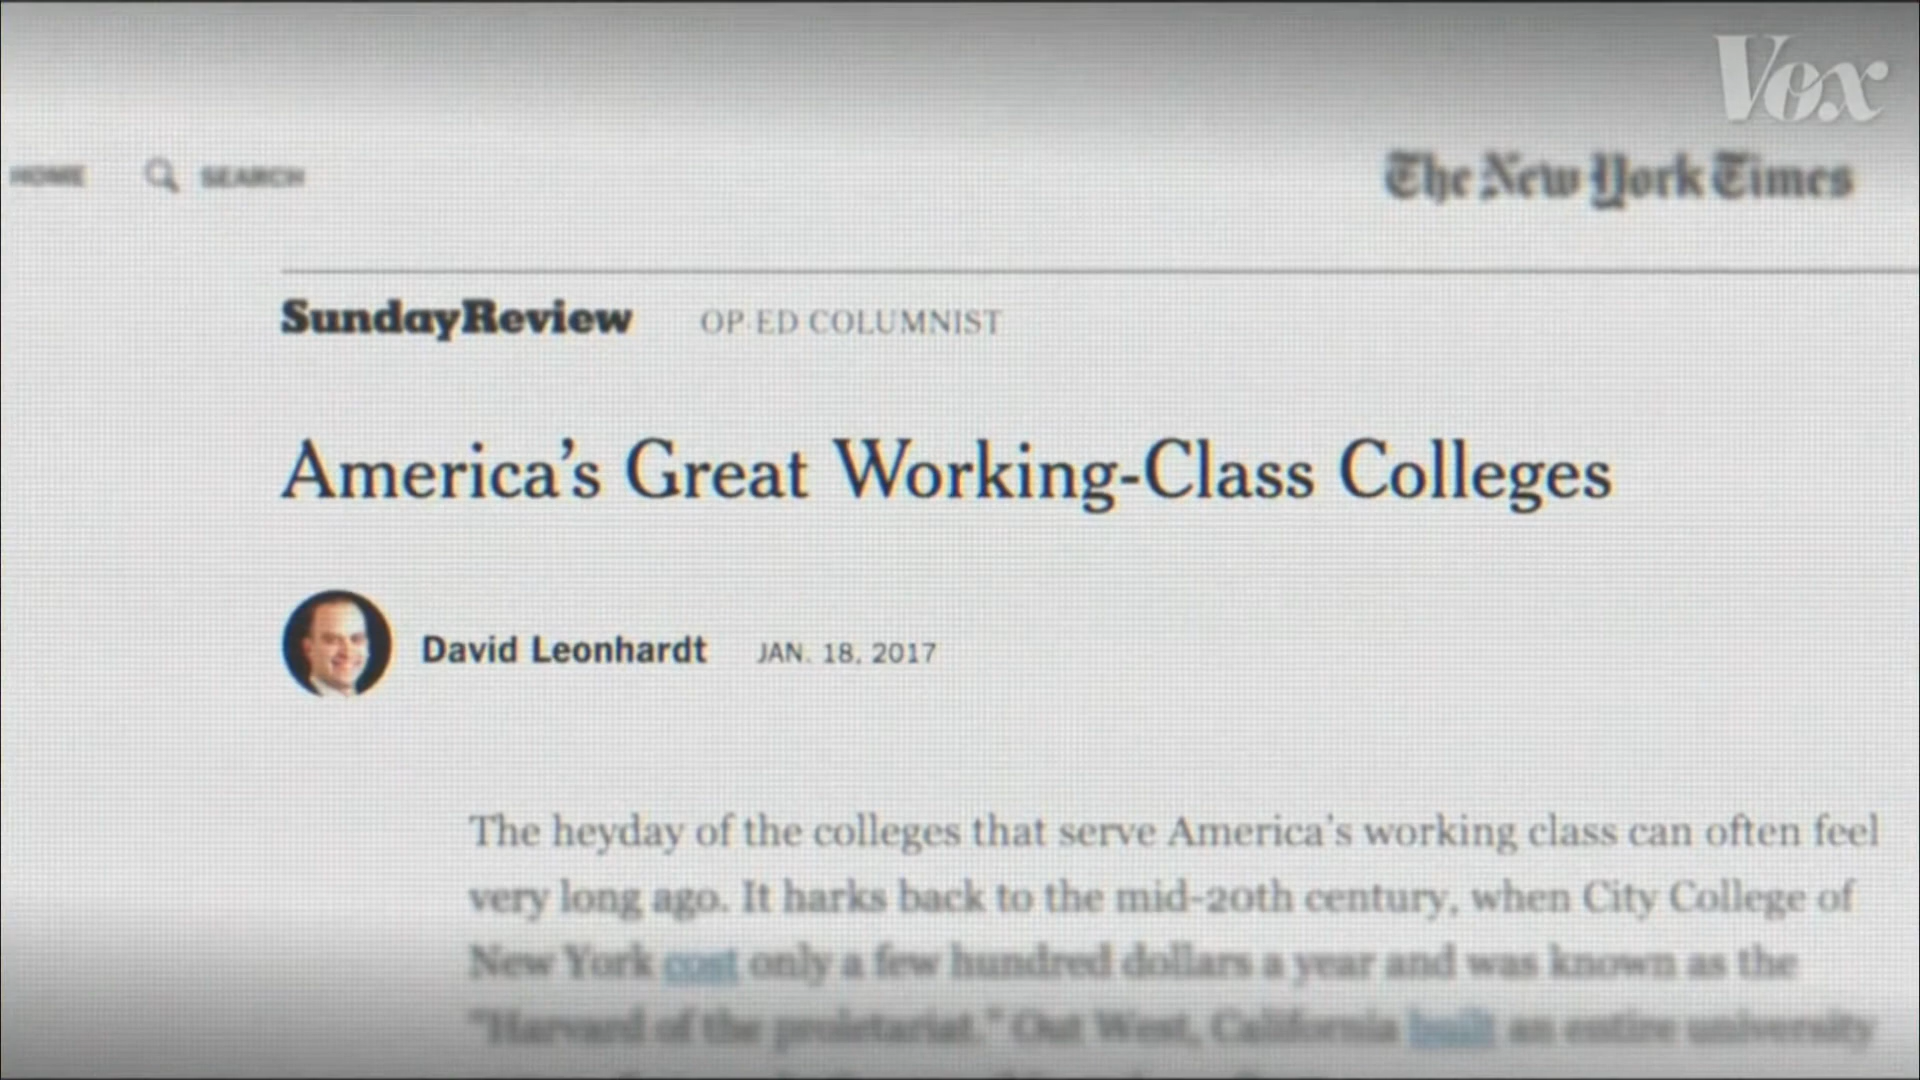 Vox
HOME SEARCH The New York Times
SundayReview OP-ED COLUMNIST
America's Great Working-Class Colleges
David Leonhardt JAN. 18, 2017
The heyday of the colleges that serve America's working class can often feel
very long ago. It harks back to the mid-20th century, when City College of
New York cost only a few hundred dollars a year and was known as the
"Harvard of the proletariat." Out West, California built an entire university